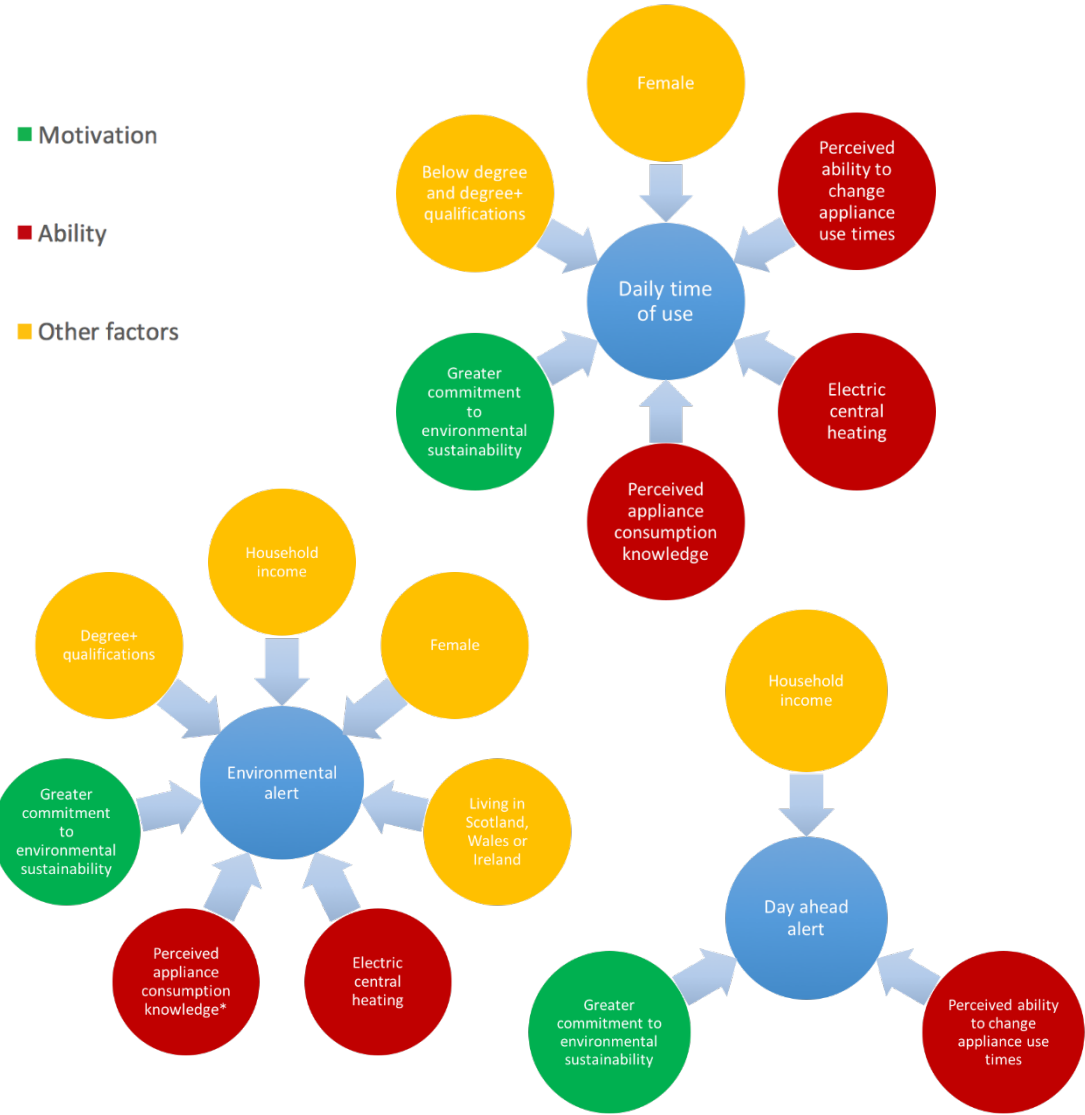 Motivation
Ability
Other factors
Female
Below degree
and degree+
qualifications
Perceived
ability to
change
appliance
use times
Daily time
of use
Greater
commitment
to
environmental
sustainability
Electric
central
heating
Perceived
appliance
consumption
knowledge
Household
income
Degree+
qualifications
Female
Environmental
alert
Greater
commitment
to
environmental
sustainability
Living in
Scotland,
Wales or
Ireland
Perceived
appliance
consumption
knowledge*
Electric
central
heating
Household
income
Day ahead
alert
Greater
commitment to
environmental
sustainability
Perceived ability
to change
appliance use
times